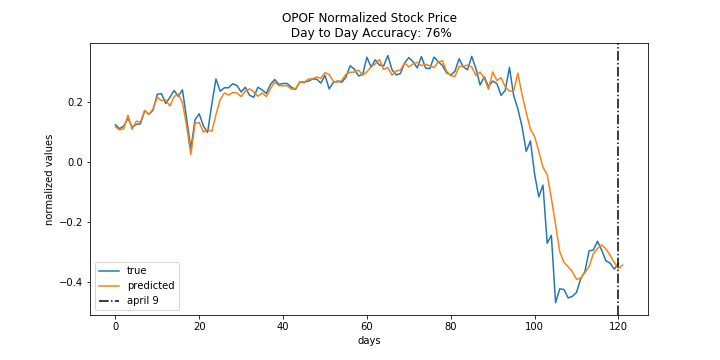 OPOF Normalized Stock Price
Day to Day Accuracy: 76%
normalized values
0.2
0.0
−0.2
−0.4
true
predicted
april 9
0
20
40
60
80
100
120
days